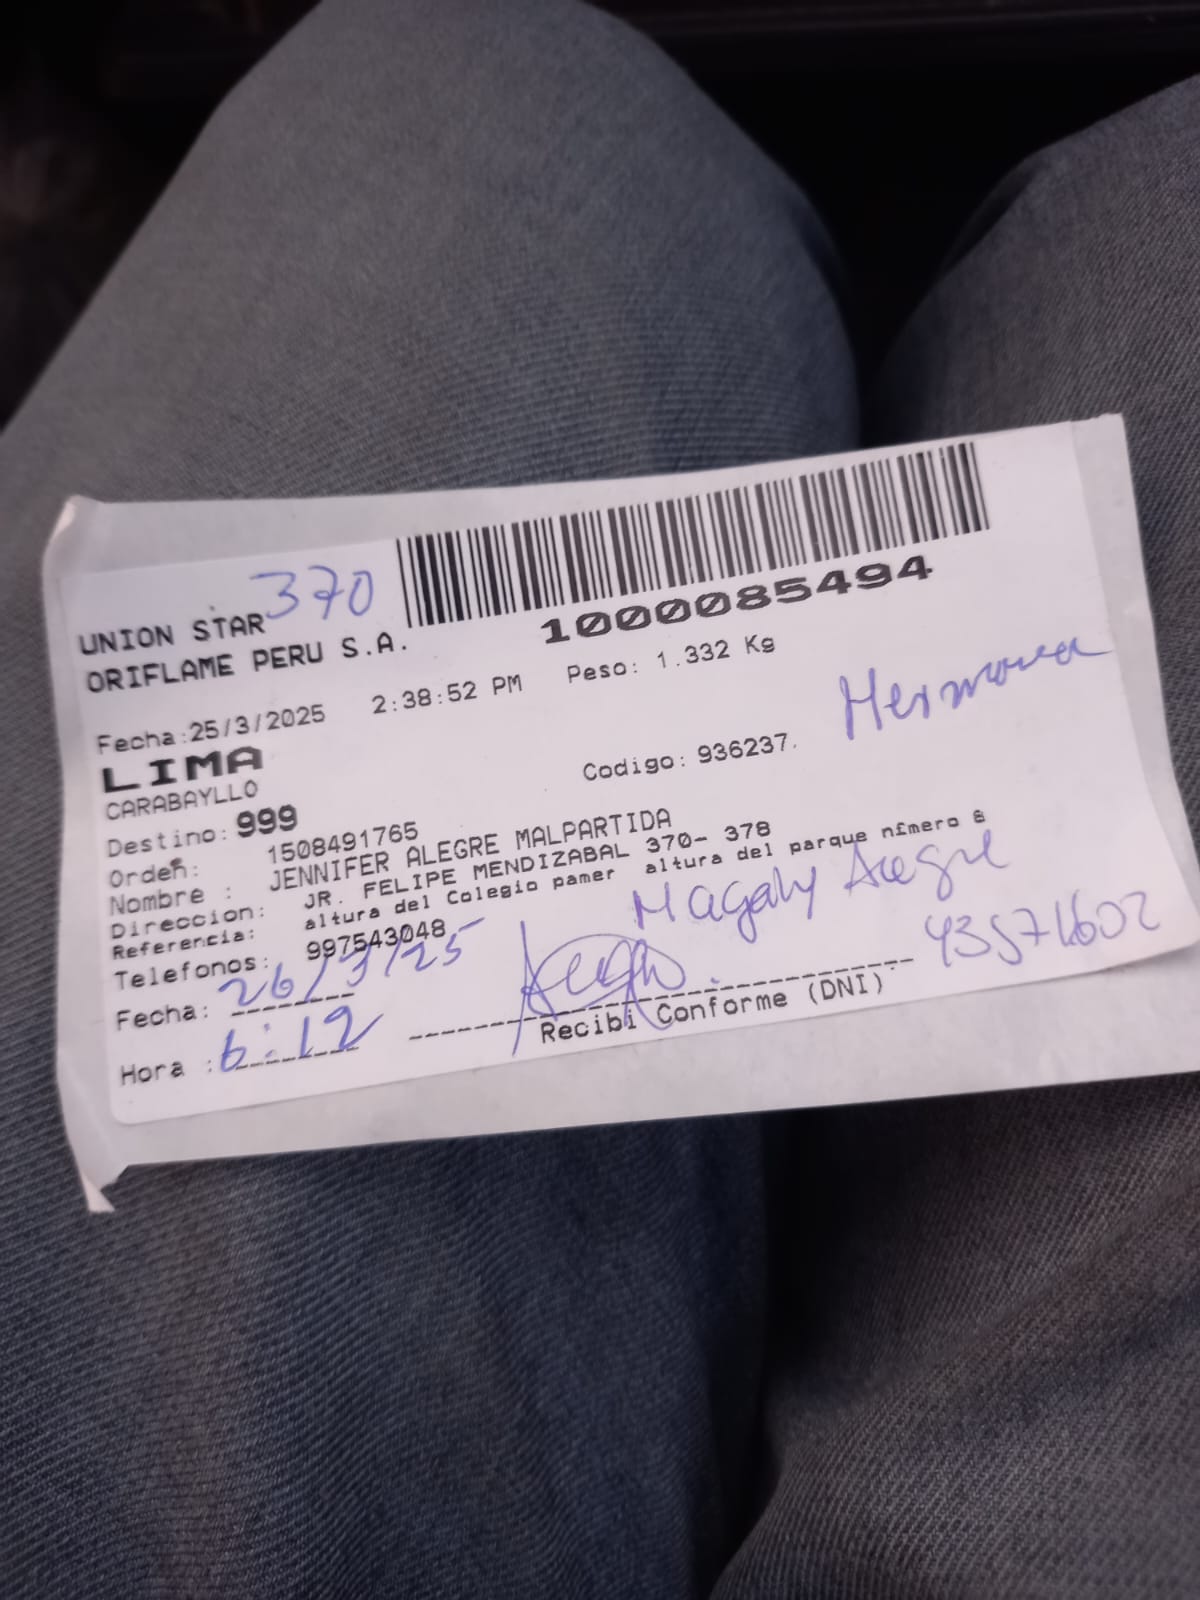 UNION STAR 370
ORIFLAME PERU S.A.
1000085494
Fecha:25/3/2025 2:38:52 PM Peso: 1.332 Kg
LIMA
CARABAYLLO
Codigo: 936237.
Hermana
Destino: 999
Orden: 1508491765
Nombre : JENNIFER ALEGRE MALPARTIDA
Direccion: JR. FELIPE MENDIZABAL 370- 378
Referencia: altura del Colegio pamer altura del parque nímero 8
Telefonos: 997543048
Magaly Alegre
43571602
Fecha: 26/3/25
Hora : 6:12
Recibi Conforme (DNI)